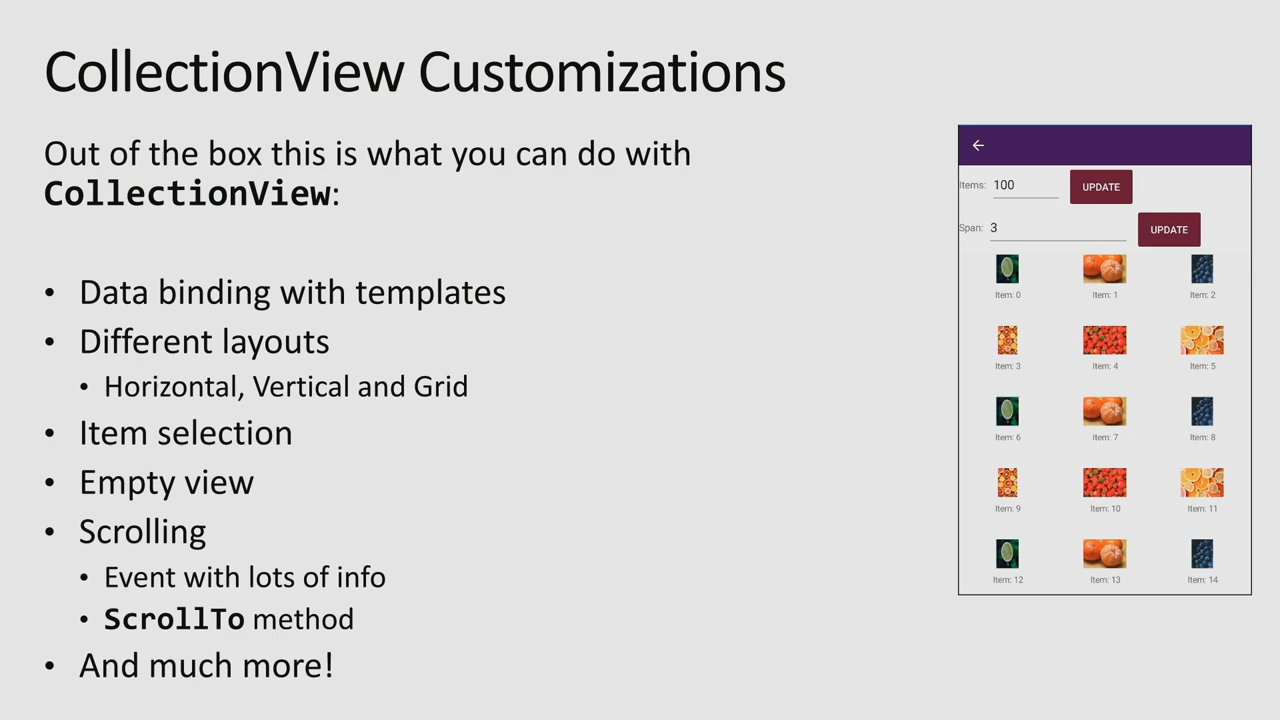 CollectionView Customizations
Out of the box this is what you can do with
CollectionView:
• Data binding with templates
• Different layouts
• Horizontal, Vertical and Grid
• Item selection
• Empty view
• Scrolling
• Event with lots of info
• ScrollTo method
• And much more!
Items: 100 UPDATE
Span: 3 UPDATE
Item: 0 Item: 1 Item: 2
Item: 3 Item: 4 Item: 5
Item: 6 Item: 7 Item: 8
Item: 9 Item: 10 Item: 11
Item: 12 Item: 13 Item: 14